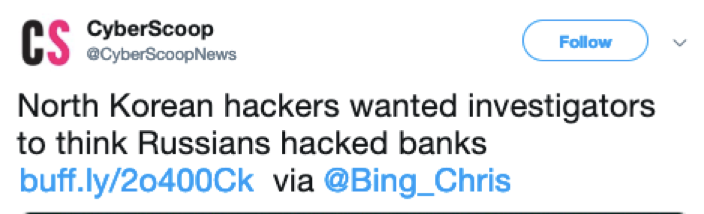 CS CyberScoop
@CyberScoopNews
Follow
North Korean hackers wanted investigators
to think Russians hacked banks
buff.ly/2o400Ck via @Bing_Chris